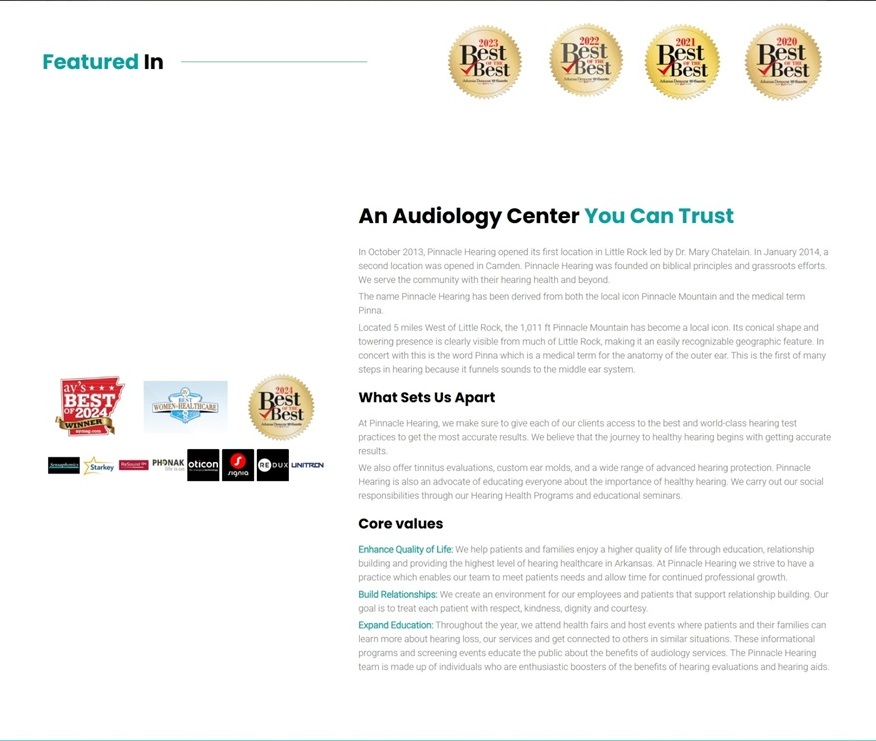 Featured In
2023
Best
OF THE
Best
Arkansas Democrat Gazette
2022
Best
OF THE
Best
Arkansas Democrat Gazette
2021
Best
OF THE
Best
Arkansas Democrat Gazette
2020
Best
OF THE
Best
Arkansas Democrat Gazette
An Audiology Center You Can Trust
In October 2013, Pinnacle Hearing opened its first location in Little Rock led by Dr. Mary Chatelain. In January 2014, a
second location was opened in Camden. Pinnacle Hearing was founded on biblical principles and grassroots efforts.
We serve the community with their hearing health and beyond.
The name Pinnacle Hearing has been derived from both the local icon Pinnacle Mountain and the medical term
Pinna.
Located 5 miles West of Little Rock, the 1,011 ft Pinnacle Mountain has become a local icon. Its conical shape and
towering presence is clearly visible from much of Little Rock, making it an easily recognizable geographic feature. In
concert with this is the word Pinna which is a medical term for the anatomy of the outer ear. This is the first of many
steps in hearing because it funnels sounds to the middle ear system.
ay's
BEST
OF 2024
WINNER
BEST
WOMEN IN HEALTHCARE
2024
Best
OF THE
Best
Arkansas Democrat Gazette
Sensaphonics
Starkey
ReSound
PHONAK
life is on
oticon
signia
REDUX
UNITRON
What Sets Us Apart
At Pinnacle Hearing, we make sure to give each of our clients access to the best and world-class hearing test
practices to get the most accurate results. We believe that the journey to healthy hearing begins with getting accurate
results.
We also offer tinnitus evaluations, custom ear molds, and a wide range of advanced hearing protection. Pinnacle
Hearing is also an advocate of educating everyone about the importance of healthy hearing. We carry out our social
responsibilities through our Hearing Health Programs and educational seminars.
Core values
Enhance Quality of Life: We help patients and families enjoy a higher quality of life through education, relationship
building and providing the highest level of hearing healthcare in Arkansas. At Pinnacle Hearing we strive to have a
practice which enables our team to meet patients needs and allow time for continued professional growth.
Build Relationships: We create an environment for our employees and patients that support relationship building. Our
goal is to treat each patient with respect, kindness, dignity and courtesy.
Expand Education: Throughout the year, we attend health fairs and host events where patients and their families can
learn more about hearing loss, our services and get connected to others in similar situations. These informational
programs and screening events educate the public about the benefits of audiology services. The Pinnacle Hearing
team is made up of individuals who are enthusiastic boosters of the benefits of hearing evaluations and hearing aids.